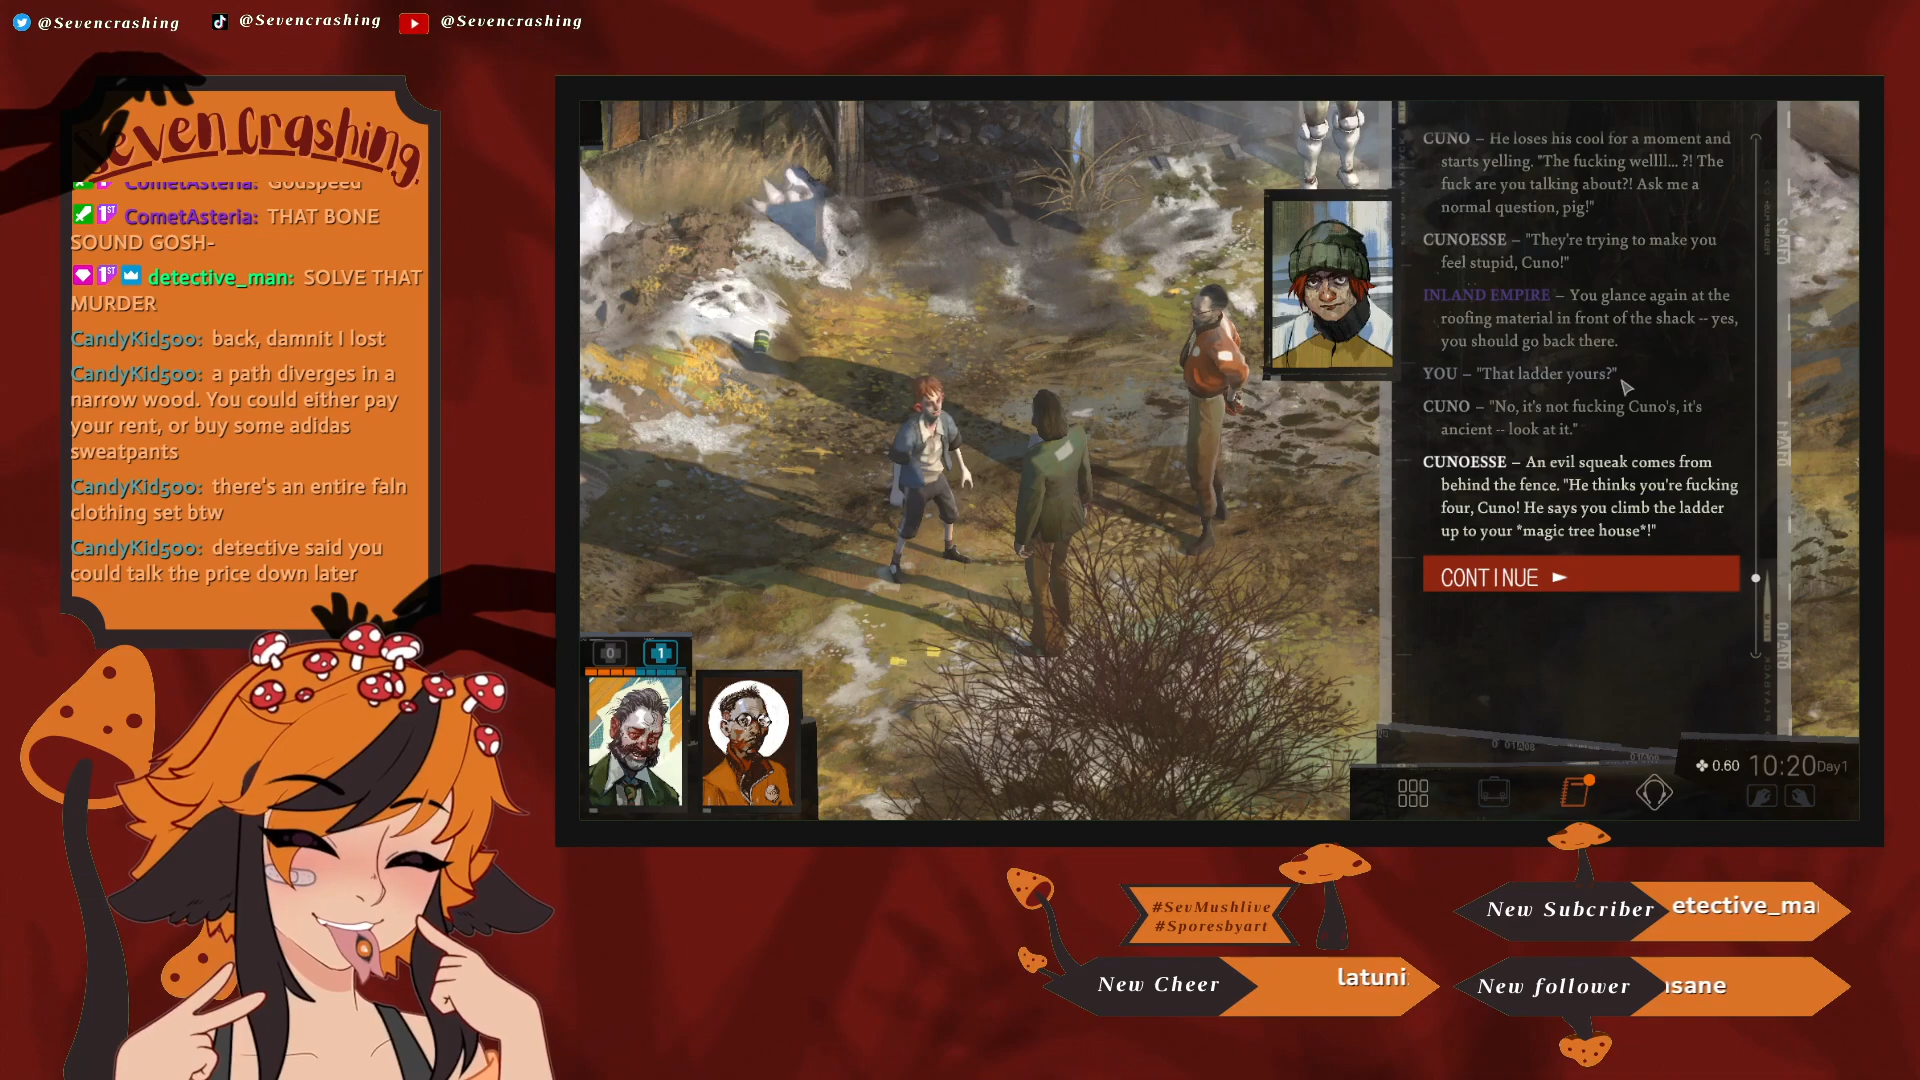 @Sevencrashing
@Sevencrashing
@Sevencrashing
Seven Crashing
CometAsteria: Godspeed
1ST CometAsteria: THAT BONE
SOUND GOSH-
1ST detective_man: SOLVE THAT
MURDER
CandyKid500: back, damnit I lost
CandyKid500: a path diverges in a
narrow wood. You could either pay
your rent, or buy some adidas
sweatpants
CandyKid500: there's an entire faln
clothing set btw
CandyKid500: detective said you
could talk the price down later
CUNO – He loses his cool for a moment and
starts yelling. "The fucking wellll... ?! The
fuck are you talking about?! Ask me a
normal question, pig!"
CUNOESSE – "They're trying to make you
feel stupid, Cuno!"
INLAND EMPIRE – You glance again at the
roofing material in front of the shack -- yes,
you should go back there.
YOU – "That ladder yours?"
CUNO – "No, it's not fucking Cuno's, it's
ancient -- look at it."
CUNOESSE – An evil squeak comes from
behind the fence. "He thinks you're fucking
four, Cuno! He says you climb the ladder
up to your *magic tree house*!"
CONTINUE
0
1
0.60
10:20 Day1
#SevMushlive
#Sporesbyart
New Subcriber
etective_ma
New Cheer
latuni
New follower
sane